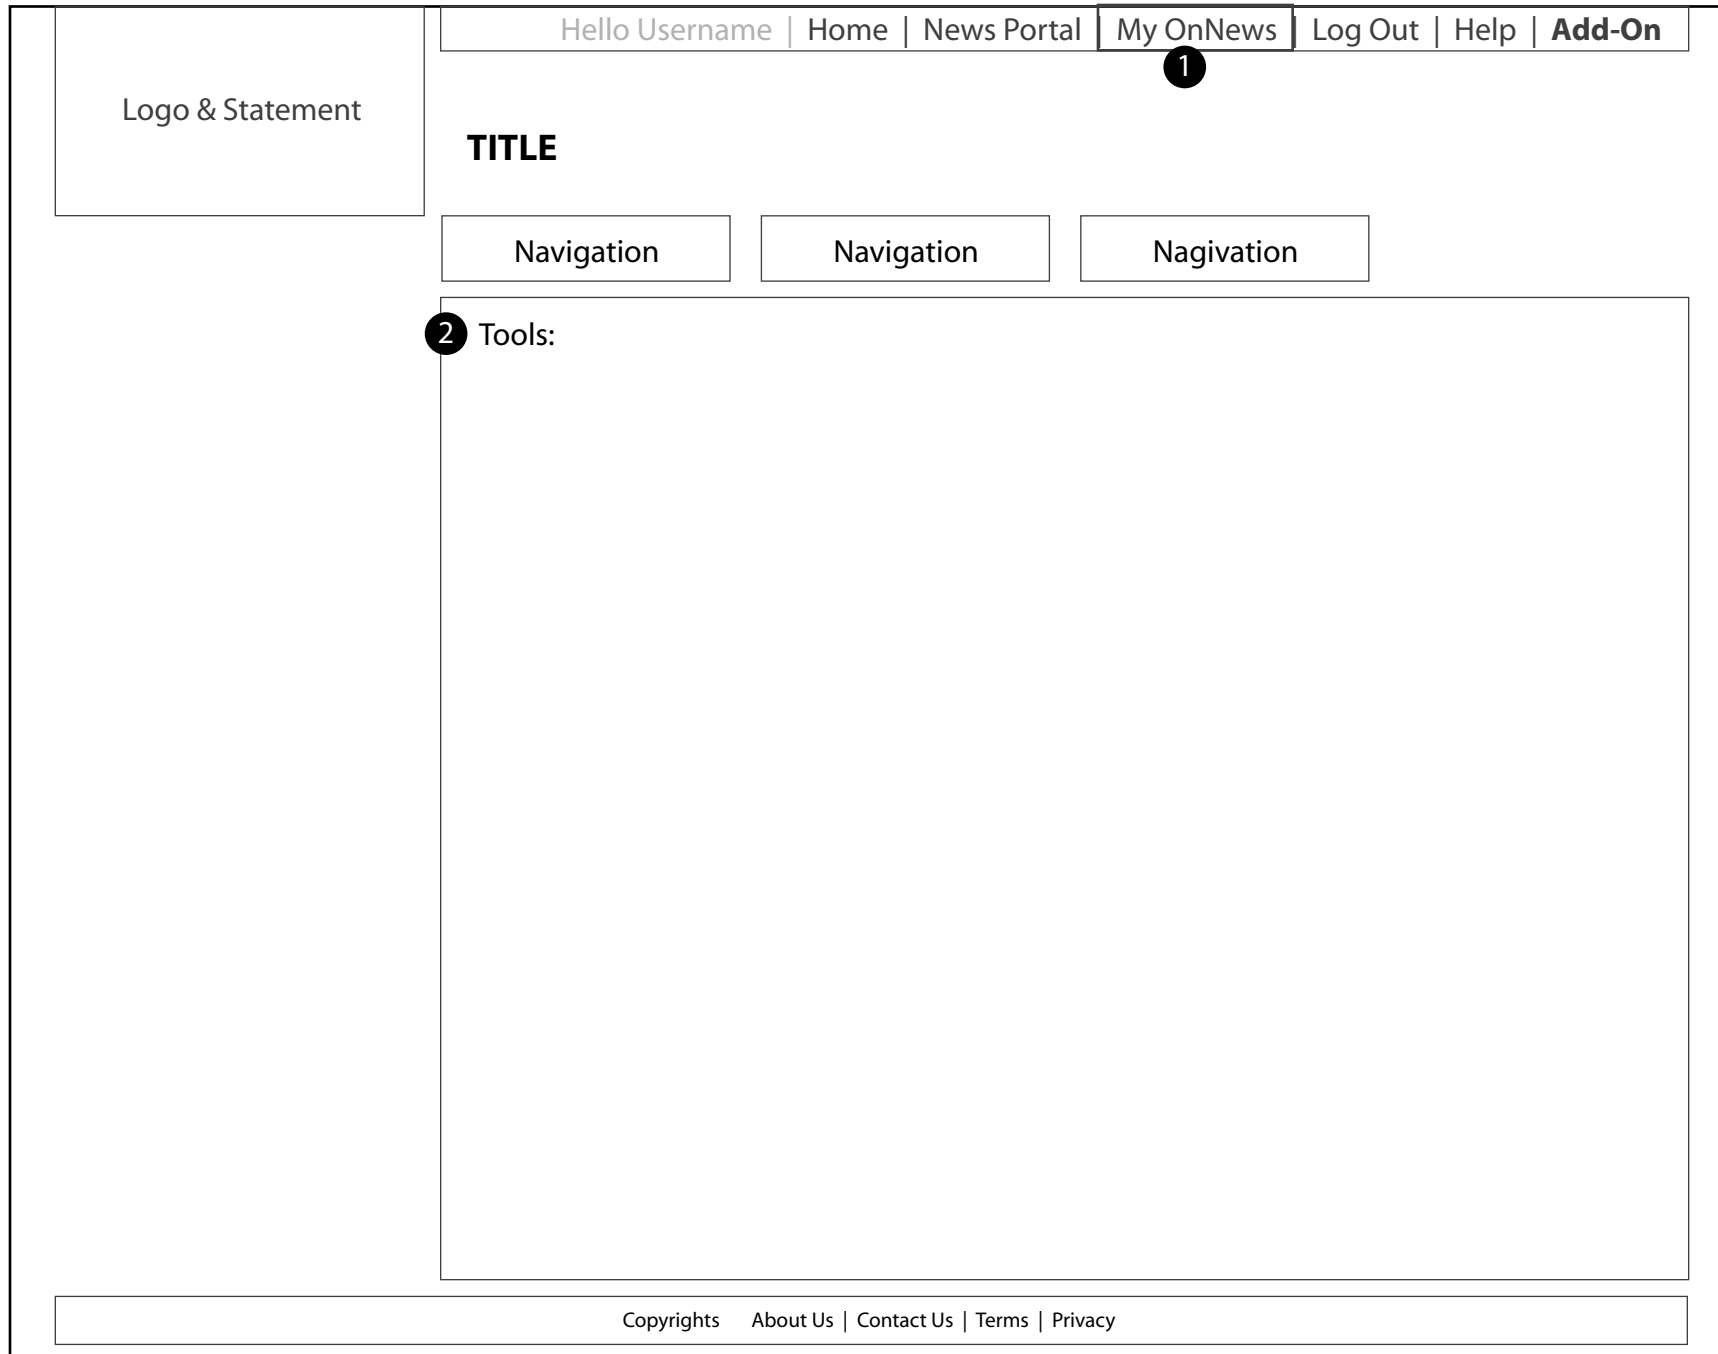 Hello Username | Home | News Portal | My OnNews | Log Out | Help | Add-On
1
Logo & Statement
TITLE
Navigation
Navigation
Nagivation
2 Tools:
Copyrights About Us | Contact Us | Terms | Privacy